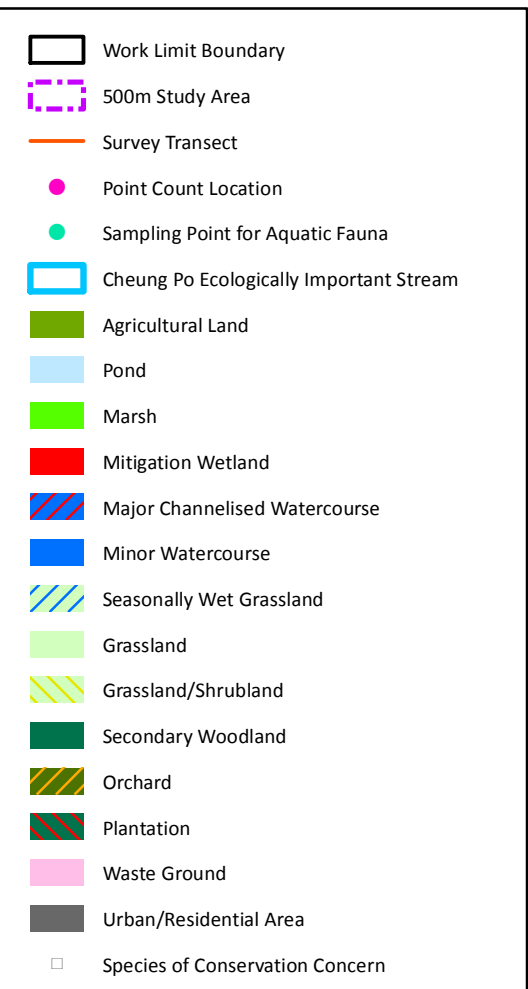 Work Limit Boundary
500m Study Area
Survey Transect
Point Count Location
Sampling Point for Aquatic Fauna
Cheung Po Ecologically Important Stream
Agricultural Land
Pond
Marsh
Mitigation Wetland
Major Channelised Watercourse
Minor Watercourse
Seasonally Wet Grassland
Grassland
Grassland/Shrubland
Secondary Woodland
Orchard
Plantation
Waste Ground
Urban/Residential Area
Species of Conservation Concern